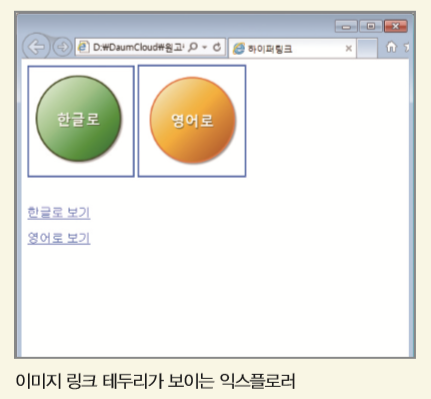 D:₩DaumCloud₩원고
하이퍼링크
한글로
영어로
한글로 보기
영어로 보기
이미지 링크 테두리가 보이는 익스플로러